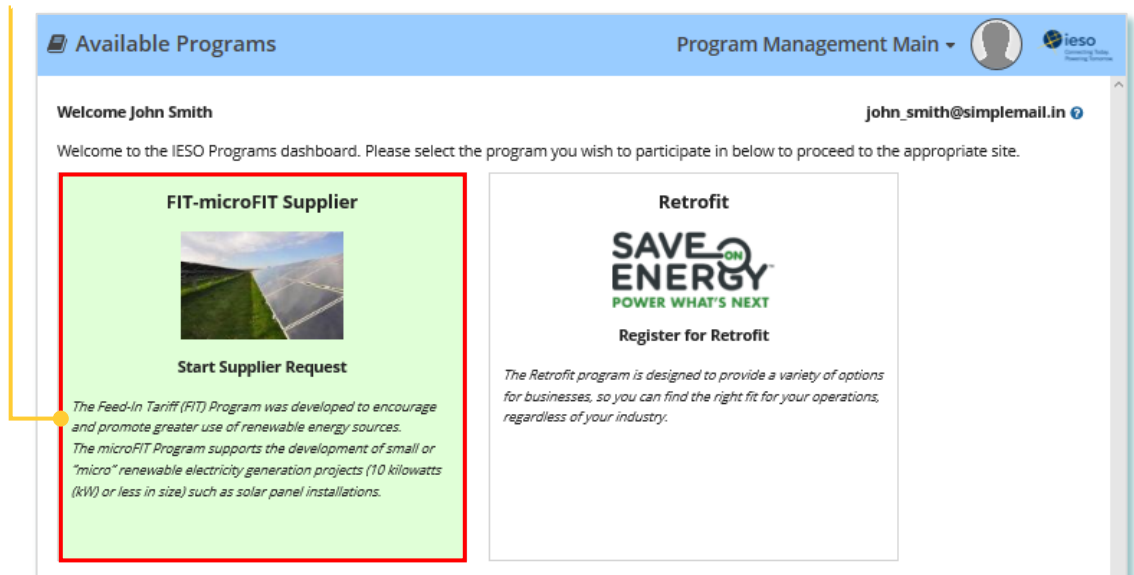 Available Programs
Program Management Main
ieso
Connecting Today.
Powering Tomorrow.
Welcome John Smith
john_smith@simplemail.in
Welcome to the IESO Programs dashboard. Please select the program you wish to participate in below to proceed to the appropriate site.
FIT-microFIT Supplier
Start Supplier Request
The Feed-In Tariff (FIT) Program was developed to encourage
and promote greater use of renewable energy sources.
The microFIT Program supports the development of small or
"micro" renewable electricity generation projects (10 kilowatts
(kW) or less in size) such as solar panel installations.
Retrofit
SAVE ON
ENERGY™
POWER WHAT'S NEXT
Register for Retrofit
The Retrofit program is designed to provide a variety of options
for businesses, so you can find the right fit for your operations,
regardless of your industry.